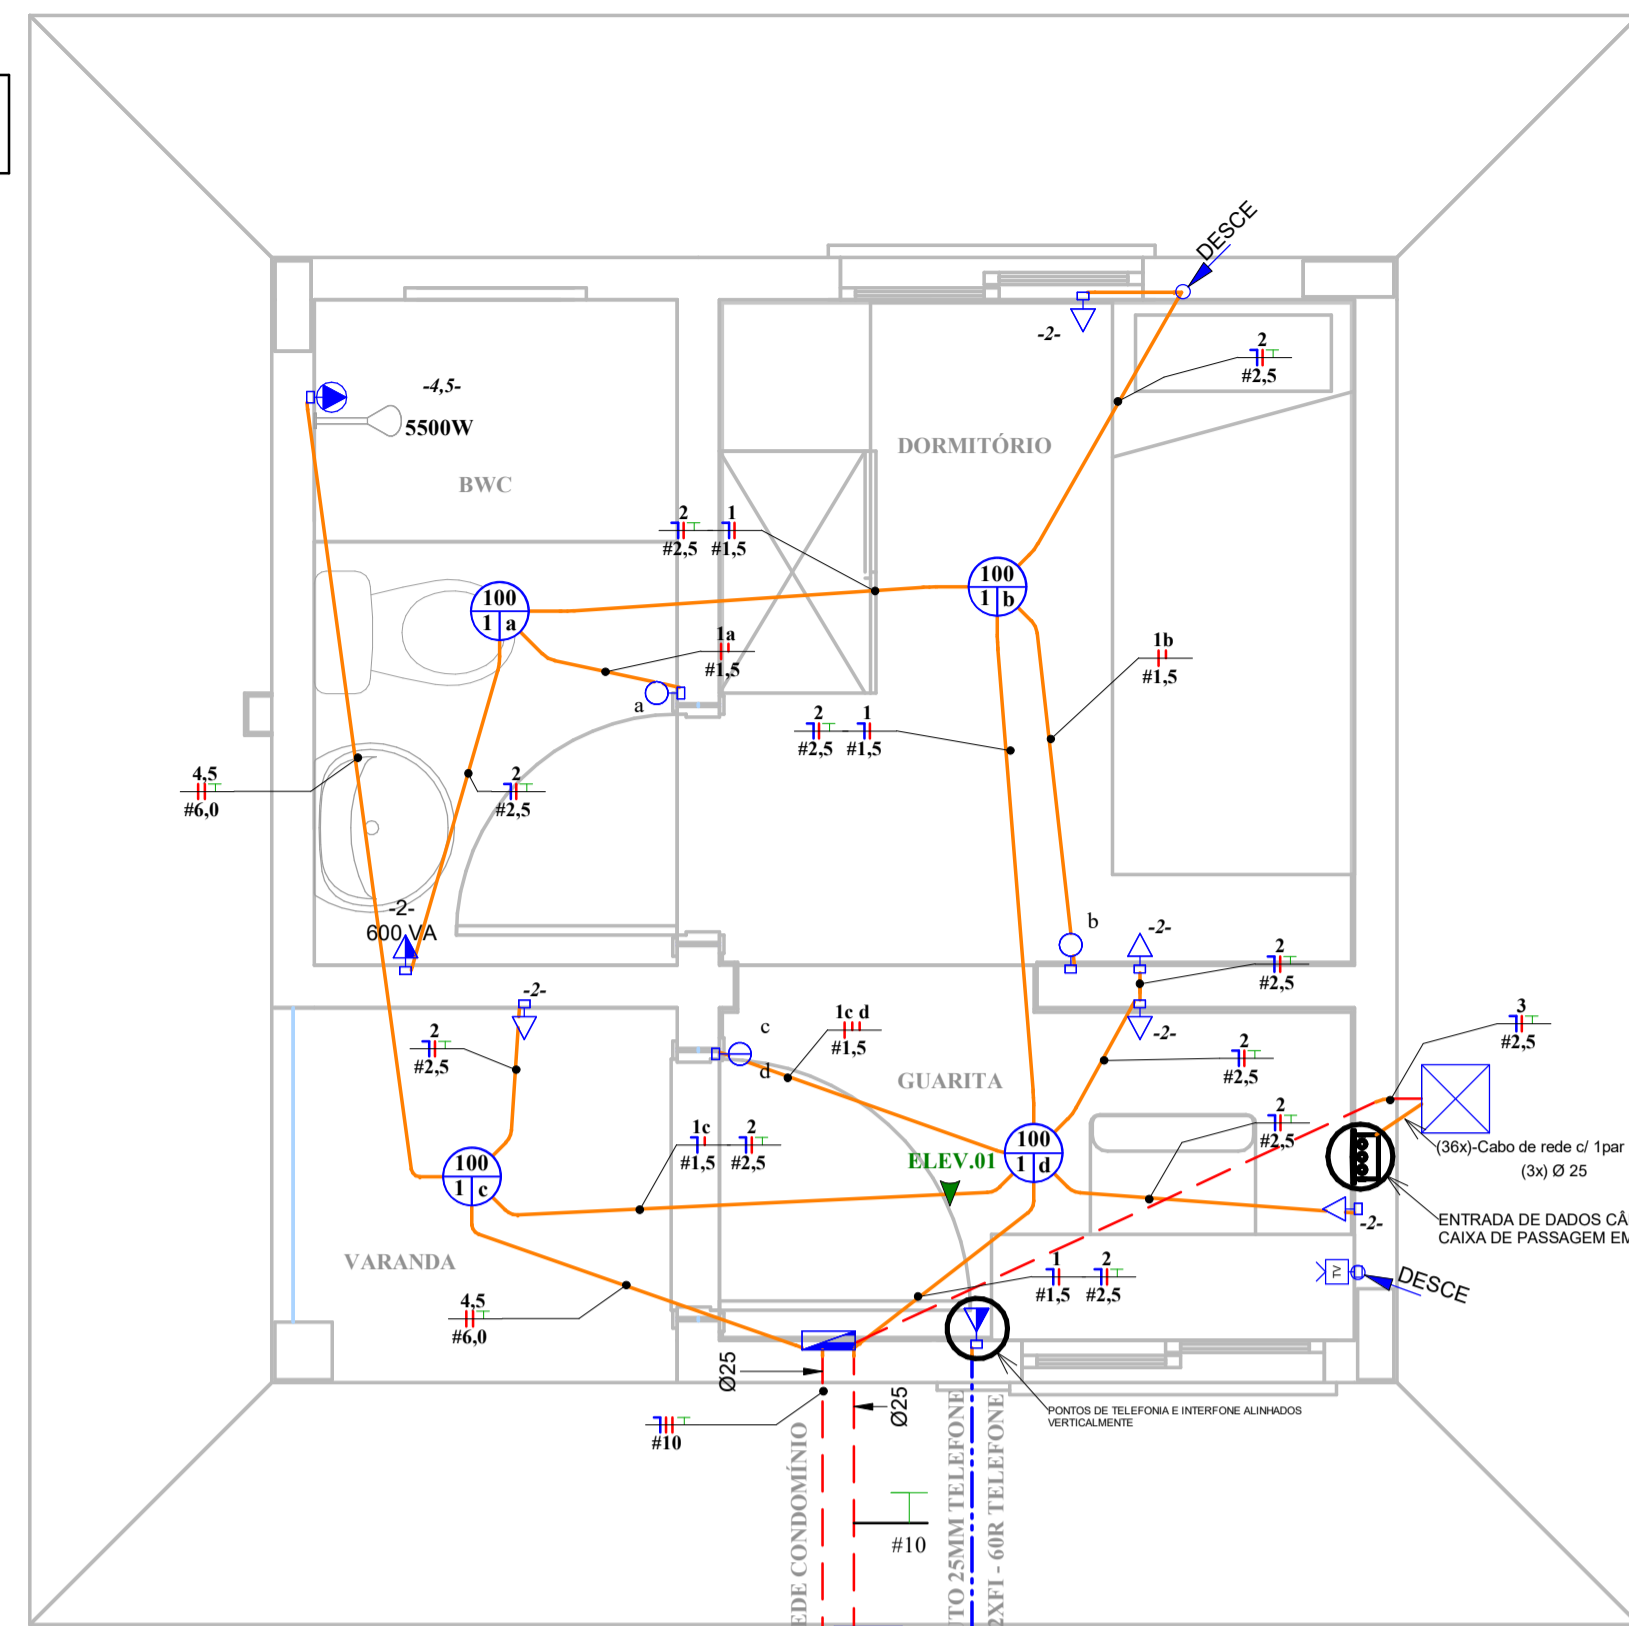 DESCE
-2-
2
#2,5
-4,5-
5500W
DORMITÓRIO
BWC
2 1
#2,5 #1,5
100
1 b
100
1 a
1a
#1,5
1b
#1,5
a
2 1
#2,5 #1,5
4,5
#6,0
2
#2,5
-2-
600 VA
b
-2-
2
#2,5
-2-
1c d
#1,5
c
d
-2-
3
#2,5
2
#2,5
2
#2,5
GUARITA
2
#2,5
1c 2
#1,5 #2,5
100
1 d
ELEV.01
(36x)-Cabo de rede c/ 1par
(3x) Ø 25
100
1 c
-2-
ENTRADA DE DADOS CÂ
CAIXA DE PASSAGEM EM
VARANDA
1 2
#1,5 #2,5
TV
DESCE
4,5
#6,0
Ø25
Ø25
PONTOS DE TELEFONIA E INTERFONE ALINHADOS
VERTICALMENTE
#10
EDE CONDOMÍNIO
UTO 25MM TELEFONE
2XFI - 60R TELEFONE
#10